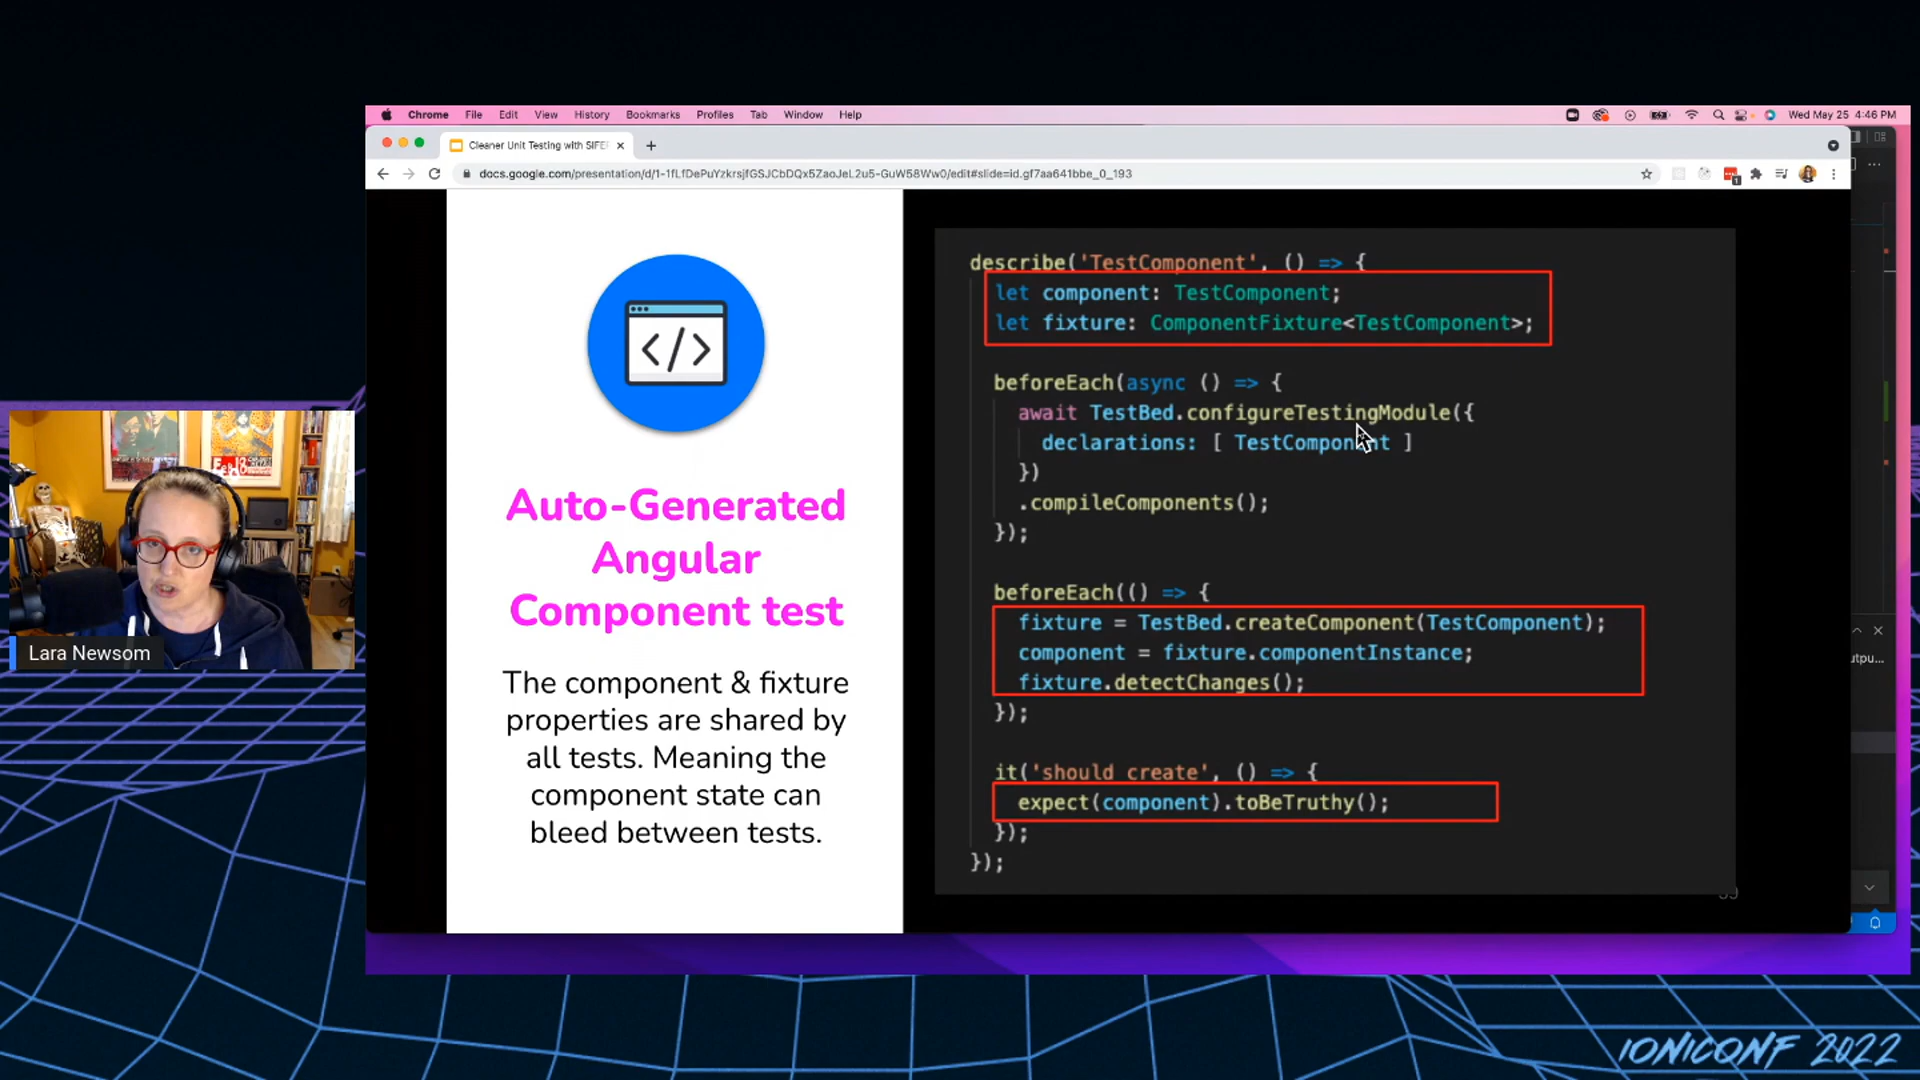 Chrome File Edit View History Bookmarks Profiles Tab Window Help
Wed May 25 4:46 PM
Cleaner Unit Testing with SIFE
docs.google.com/presentation/d/1-1fLfDePuYzkrsjfGSJCbDQx5ZaoJeL2u5-GuW58Ww0/edit#slide=id.gf7aa641bbe_0_193
Auto-Generated
Angular
Component test
The component & fixture
properties are shared by
all tests. Meaning the
component state can
bleed between tests.
describe('TestComponent', () => {
let component: TestComponent;
let fixture: ComponentFixture<TestComponent>;
beforeEach(async () => {
await TestBed.configureTestingModule({
declarations: [ TestComponent ]
})
.compileComponents();
});
beforeEach(() => {
fixture = TestBed.createComponent(TestComponent);
component = fixture.componentInstance;
fixture.detectChanges();
});
it('should create', () => {
expect(component).toBeTruthy();
});
});
utpu...
Lara Newsom
IONICONF 2022